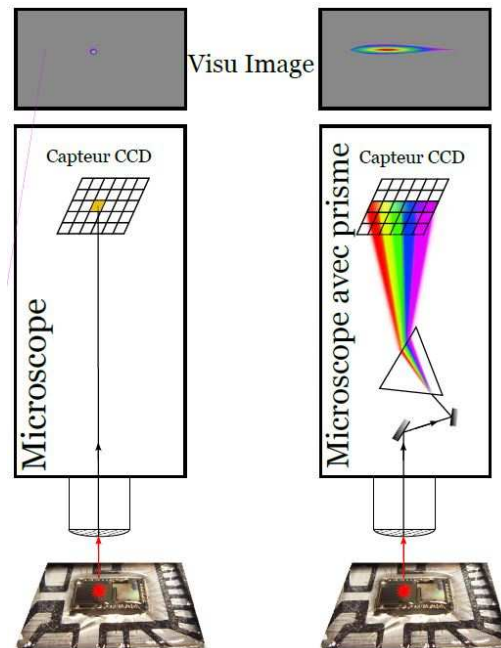 Visu Image
Capteur CCD
Microscope
Capteur CCD
Microscope avec prisme